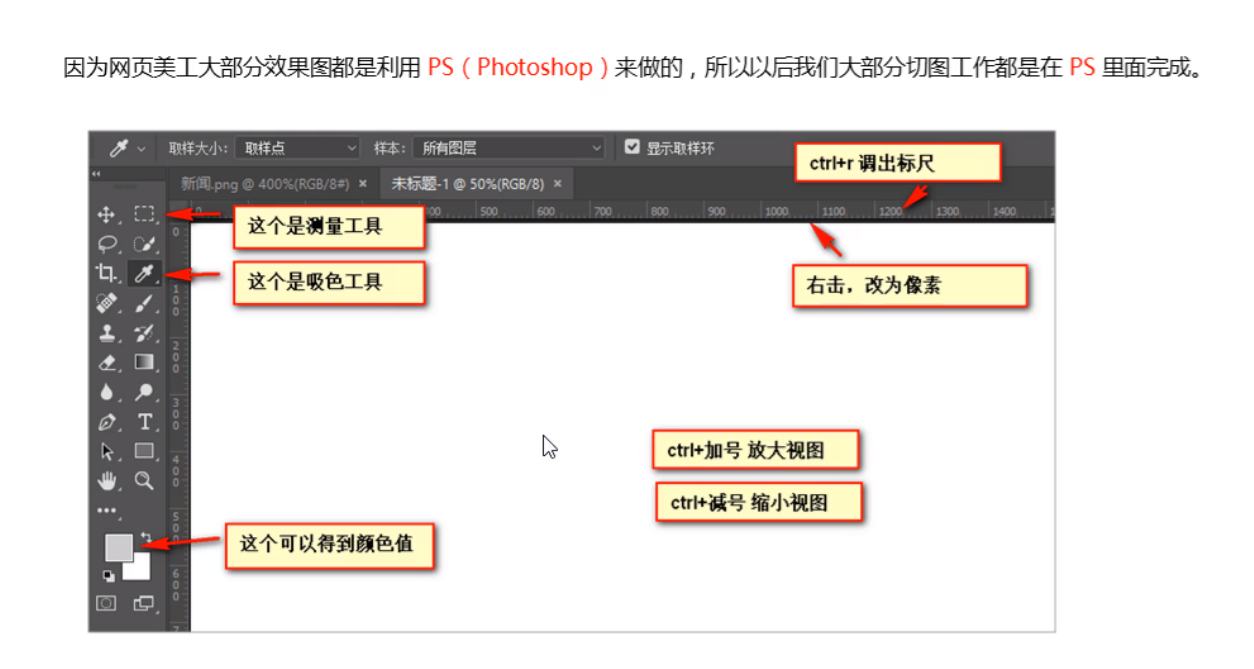 因为网页美工大部分效果图都是利用 PS（Photoshop）来做的，所以以后我们大部分切图工作都是在 PS 里面完成。
取样大小: 取样点 样本: 所有图层 显示取样环
ctrl+r 调出标尺
新闻.png @ 400%(RGB/8#) × 未标题-1 @ 50%(RGB/8) ×
500 600 700 800 900 1000 1100 1200 1300 1400
这个是测量工具
这个是吸色工具
右击，改为像素
0
100
200
300
400
ctrl+加号 放大视图
ctrl+减号 缩小视图
这个可以得到颜色值
600